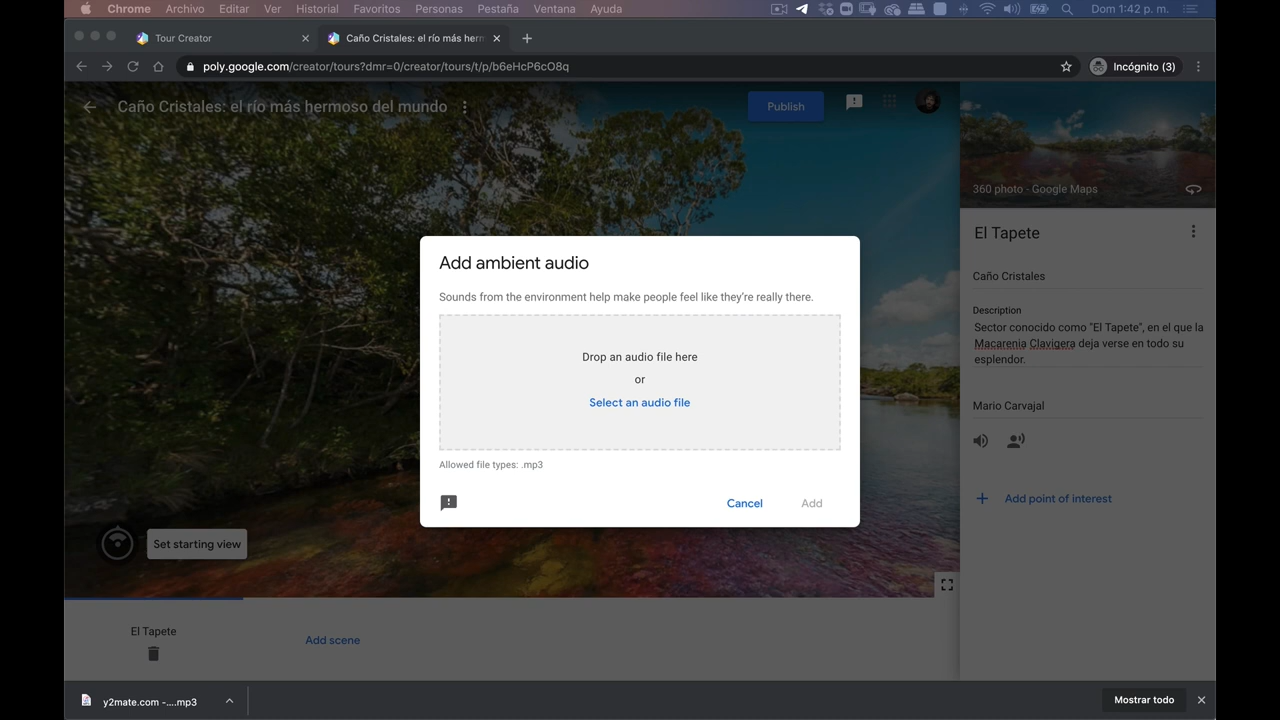 Chrome Archivo Editar Ver Historial Favoritos Personas Pestaña Ventana Ayuda Dom 1:42 p. m.
Tour Creator
Caño Cristales: el río más herm
poly.google.com/creator/tours?dmr=0/creator/tours/t/p/b6eHcP6cO8q
Incógnito (3)
Caño Cristales: el río más hermoso del mundo
Publish
360 photo - Google Maps
El Tapete
Caño Cristales
Description
Sector conocido como "El Tapete", en el que la
Macarenia Clavigera deja verse en todo su
esplendor.
Mario Carvajal
Add point of interest
Add ambient audio
Sounds from the environment help make people feel like they're really there.
Drop an audio file here
or
Select an audio file
Allowed file types: .mp3
Cancel
Add
Set starting view
El Tapete
Add scene
y2mate.com -....mp3
Mostrar todo